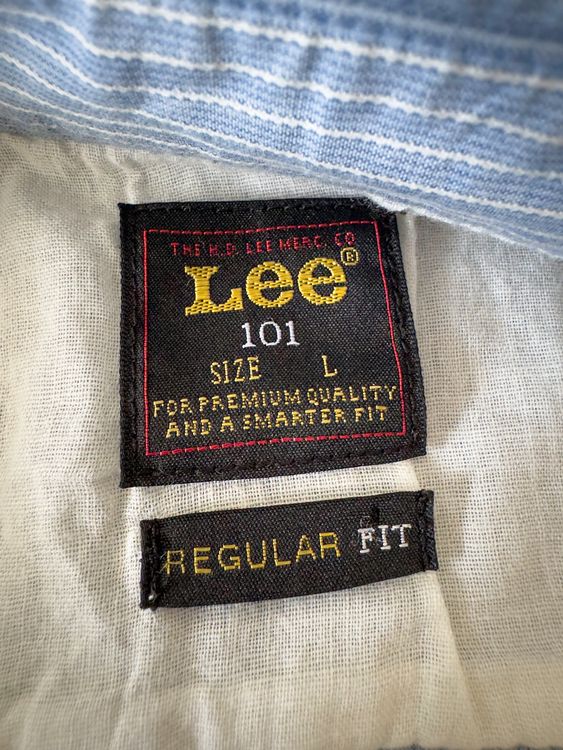 THE H.D. LEE MERC. CO
Lee®
101
SIZE L
FOR PREMIUM QUALITY
AND A SMARTER FIT
REGULAR FIT